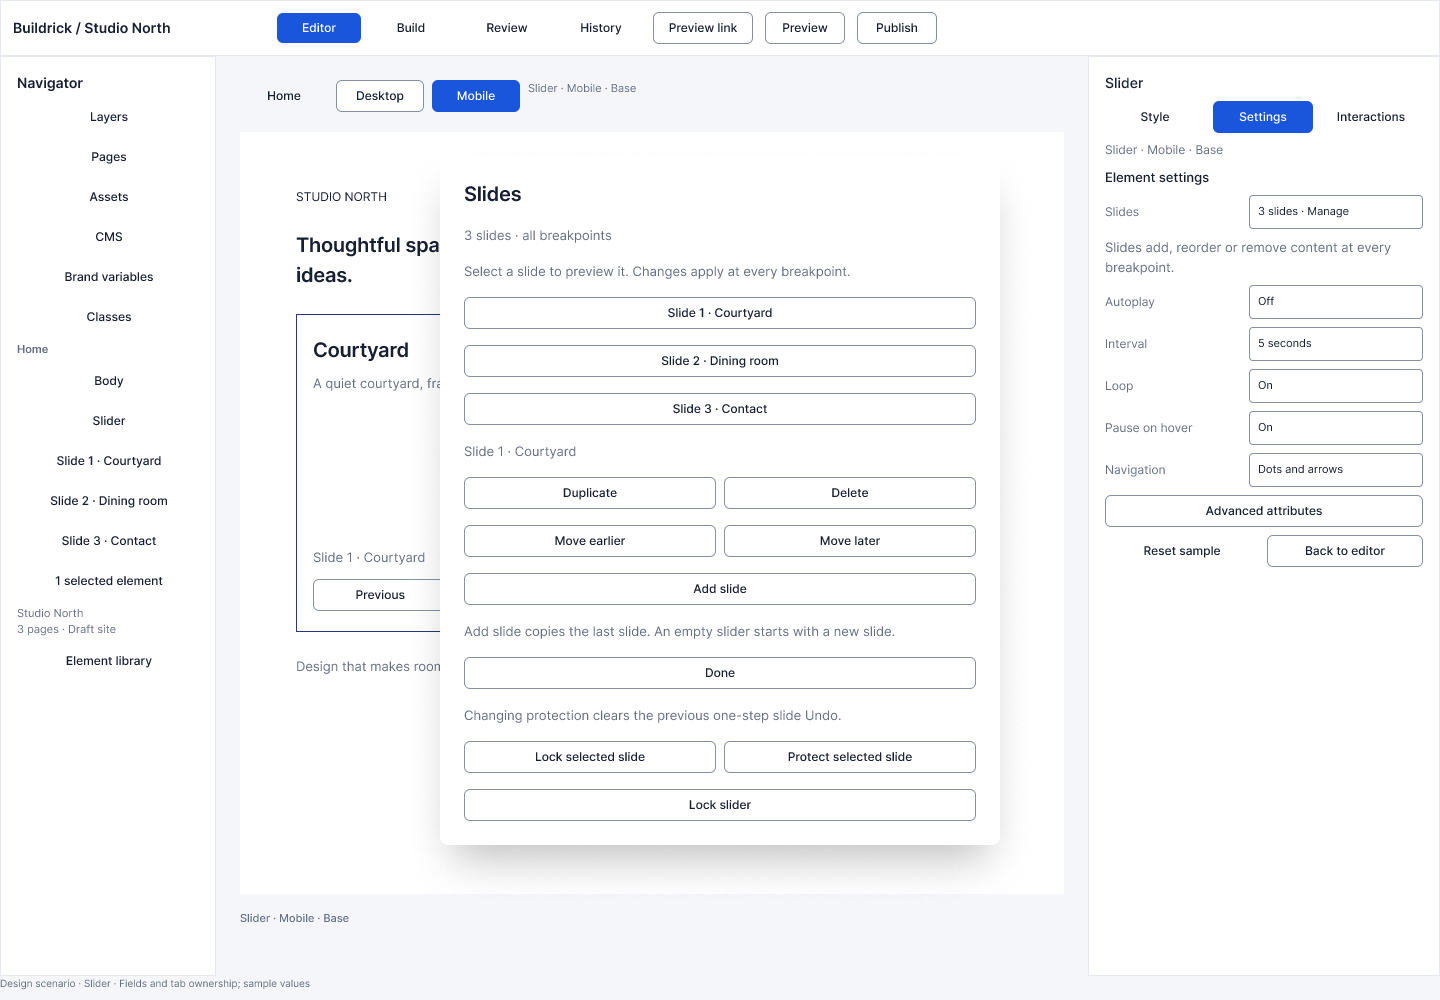 Buildrick / Studio North
Editor
Build
Review
History
Preview link
Preview
Publish
Navigator
Layers
Pages
Assets
CMS
Brand variables
Classes
Home
Body
Slider
Slide 1 · Courtyard
Slide 2 · Dining room
Slide 3 · Contact
1 selected element
Studio North
3 pages · Draft site
Element library
Home
Desktop
Mobile
Slider · Mobile · Base
STUDIO NORTH
Thoughtful spa
ideas.
Courtyard
A quiet courtyard, fra
Slide 1 · Courtyard
Previous
Design that makes room
Slides
3 slides · all breakpoints
Select a slide to preview it. Changes apply at every breakpoint.
Slide 1 · Courtyard
Slide 2 · Dining room
Slide 3 · Contact
Slide 1 · Courtyard
Duplicate
Delete
Move earlier
Move later
Add slide
Add slide copies the last slide. An empty slider starts with a new slide.
Done
Changing protection clears the previous one-step slide Undo.
Lock selected slide
Protect selected slide
Lock slider
Slider · Mobile · Base
Slider
Style
Settings
Interactions
Slider · Mobile · Base
Element settings
Slides
3 slides · Manage
Slides add, reorder or remove content at every
breakpoint.
Autoplay
Off
Interval
5 seconds
Loop
On
Pause on hover
On
Navigation
Dots and arrows
Advanced attributes
Reset sample
Back to editor
Design scenario · Slider · Fields and tab ownership; sample values